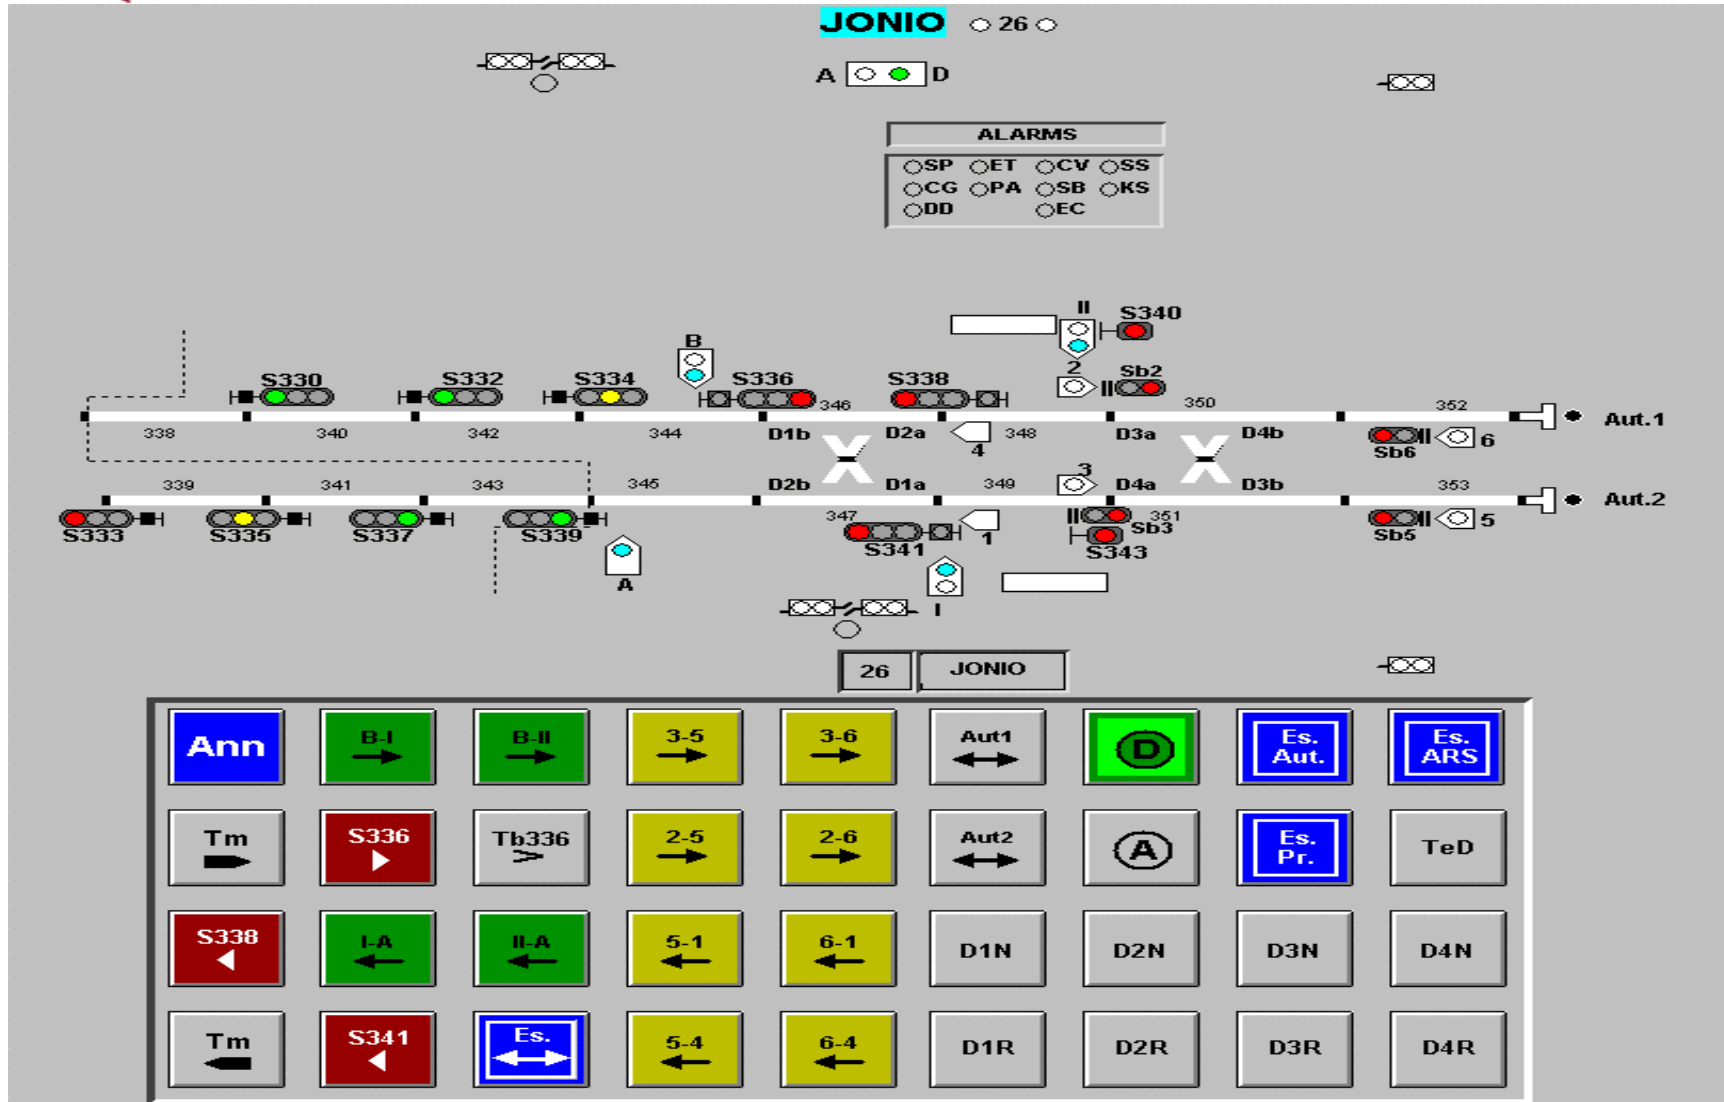 JONIO 26
A D
ALARMS
SP ET CV SS
CG PA SB KS
DD EC
II S340
B 2 Sb2
S330 S332 S334 S336 S338
346 350 352 Aut.1
338 340 342 344 D1b D2a 4 348 D3a D4b Sb6 6
339 341 343 345 D2b D1a 349 3 D4a D3b 353 Aut.2
S333 S335 S337 S339 347 S341 1 351 Sb3 S343 Sb5 5
A I
26 JONIO
Ann B-I B-II 3-5 3-6 Aut1 D Es. Aut. Es. ARS
Tm S336 Tb336 2-5 2-6 Aut2 A Es. Pr. TeD
S338 I-A II-A 5-1 6-1 D1N D2N D3N D4N
Tm S341 Es. 5-4 6-4 D1R D2R D3R D4R